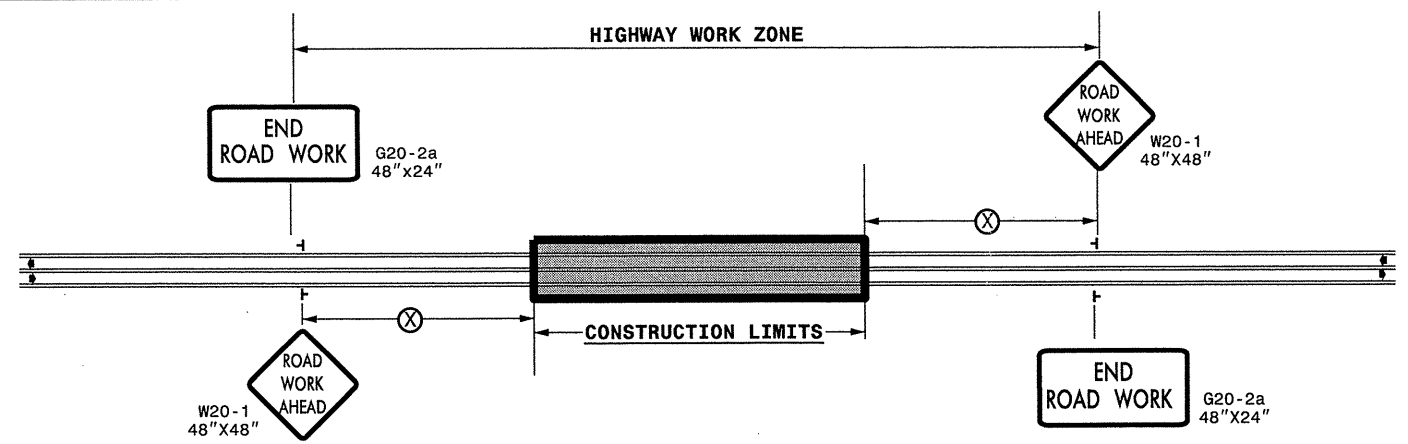 HIGHWAY WORK ZONE
END
ROAD WORK
G20-2a
48"x24"
ROAD
WORK
AHEAD
W20-1
48"X48"
X
X
CONSTRUCTION LIMITS
ROAD
WORK
AHEAD
W20-1
48"X48"
END
ROAD WORK
G20-2a
48"X24"